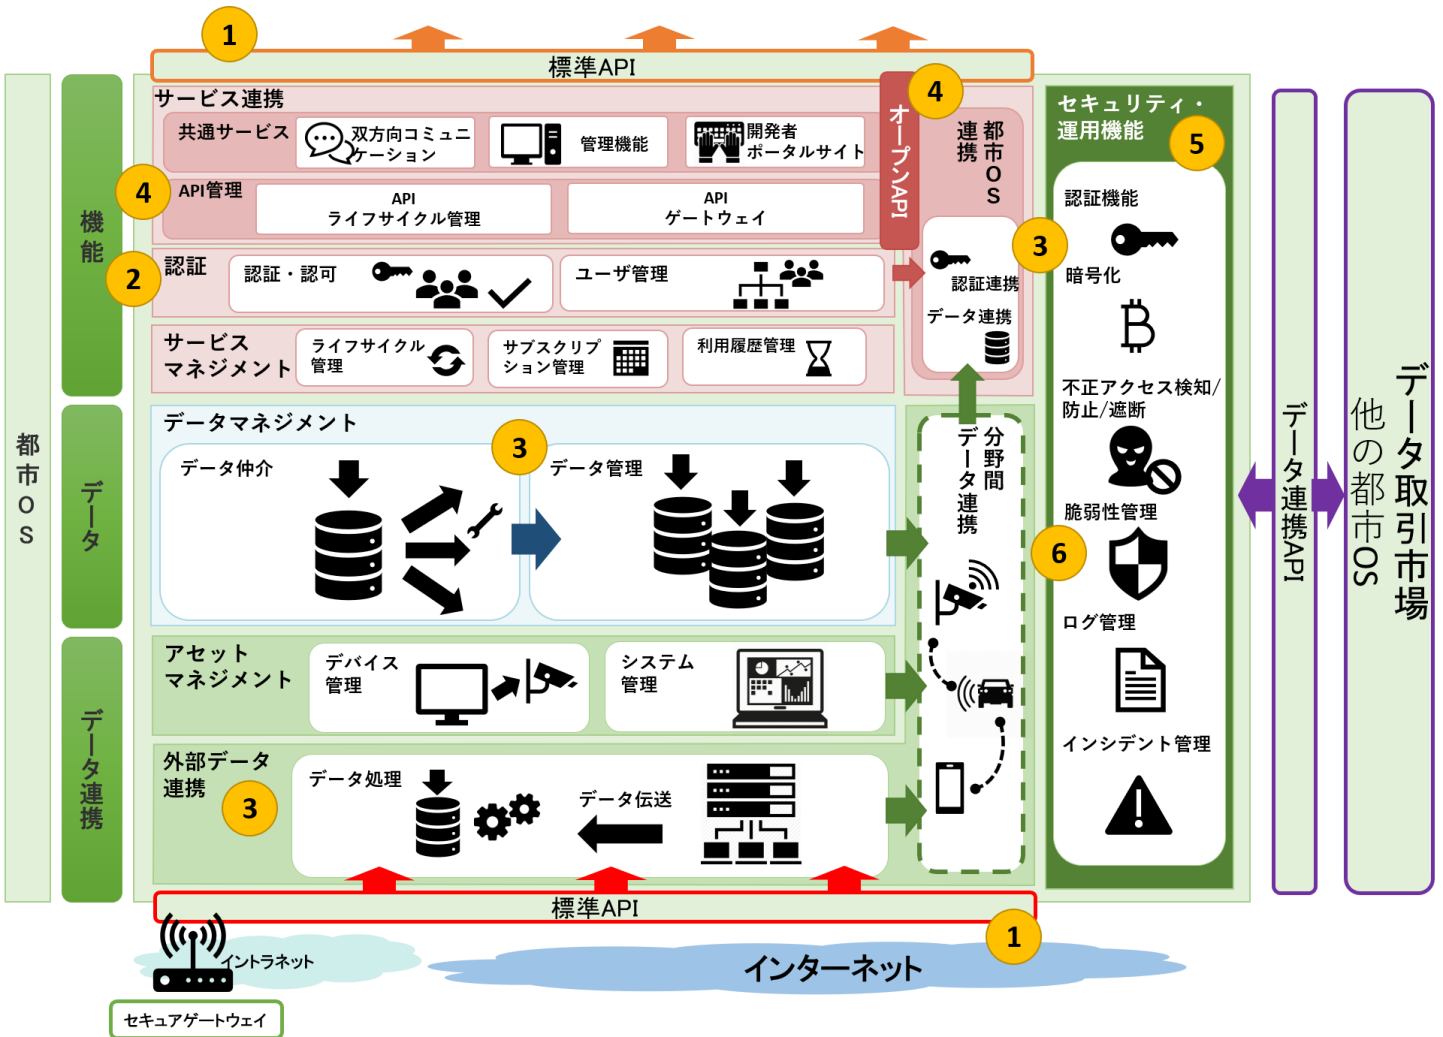 1
標準API
都市OS
機能
サービス連携
共通サービス
双方向コミュニ
ケーション
管理機能
開発者
ポータルサイト
4
API管理
API
ライフサイクル管理
API
ゲートウェイ
オープンAPI
4
都市OS
連携
認証連携
データ連携
3
2
認証
認証・認可
ユーザ管理
サービス
マネジメント
ライフサイクル
管理
サブスクリプ
ション管理
利用履歴管理
データ
データマネジメント
データ仲介
3
データ管理
分野間
データ連携
データ連携
アセット
マネジメント
デバイス
管理
システム
管理
外部データ
連携
3
データ処理
データ伝送
標準API
1
イントラネット
インターネット
セキュアゲートウェイ
セキュリティ・
運用機能
5
認証機能
暗号化
不正アクセス検知/
防止/遮断
脆弱性管理
6
ログ管理
インシデント管理
データ連携API
データ取引市場
他の都市OS